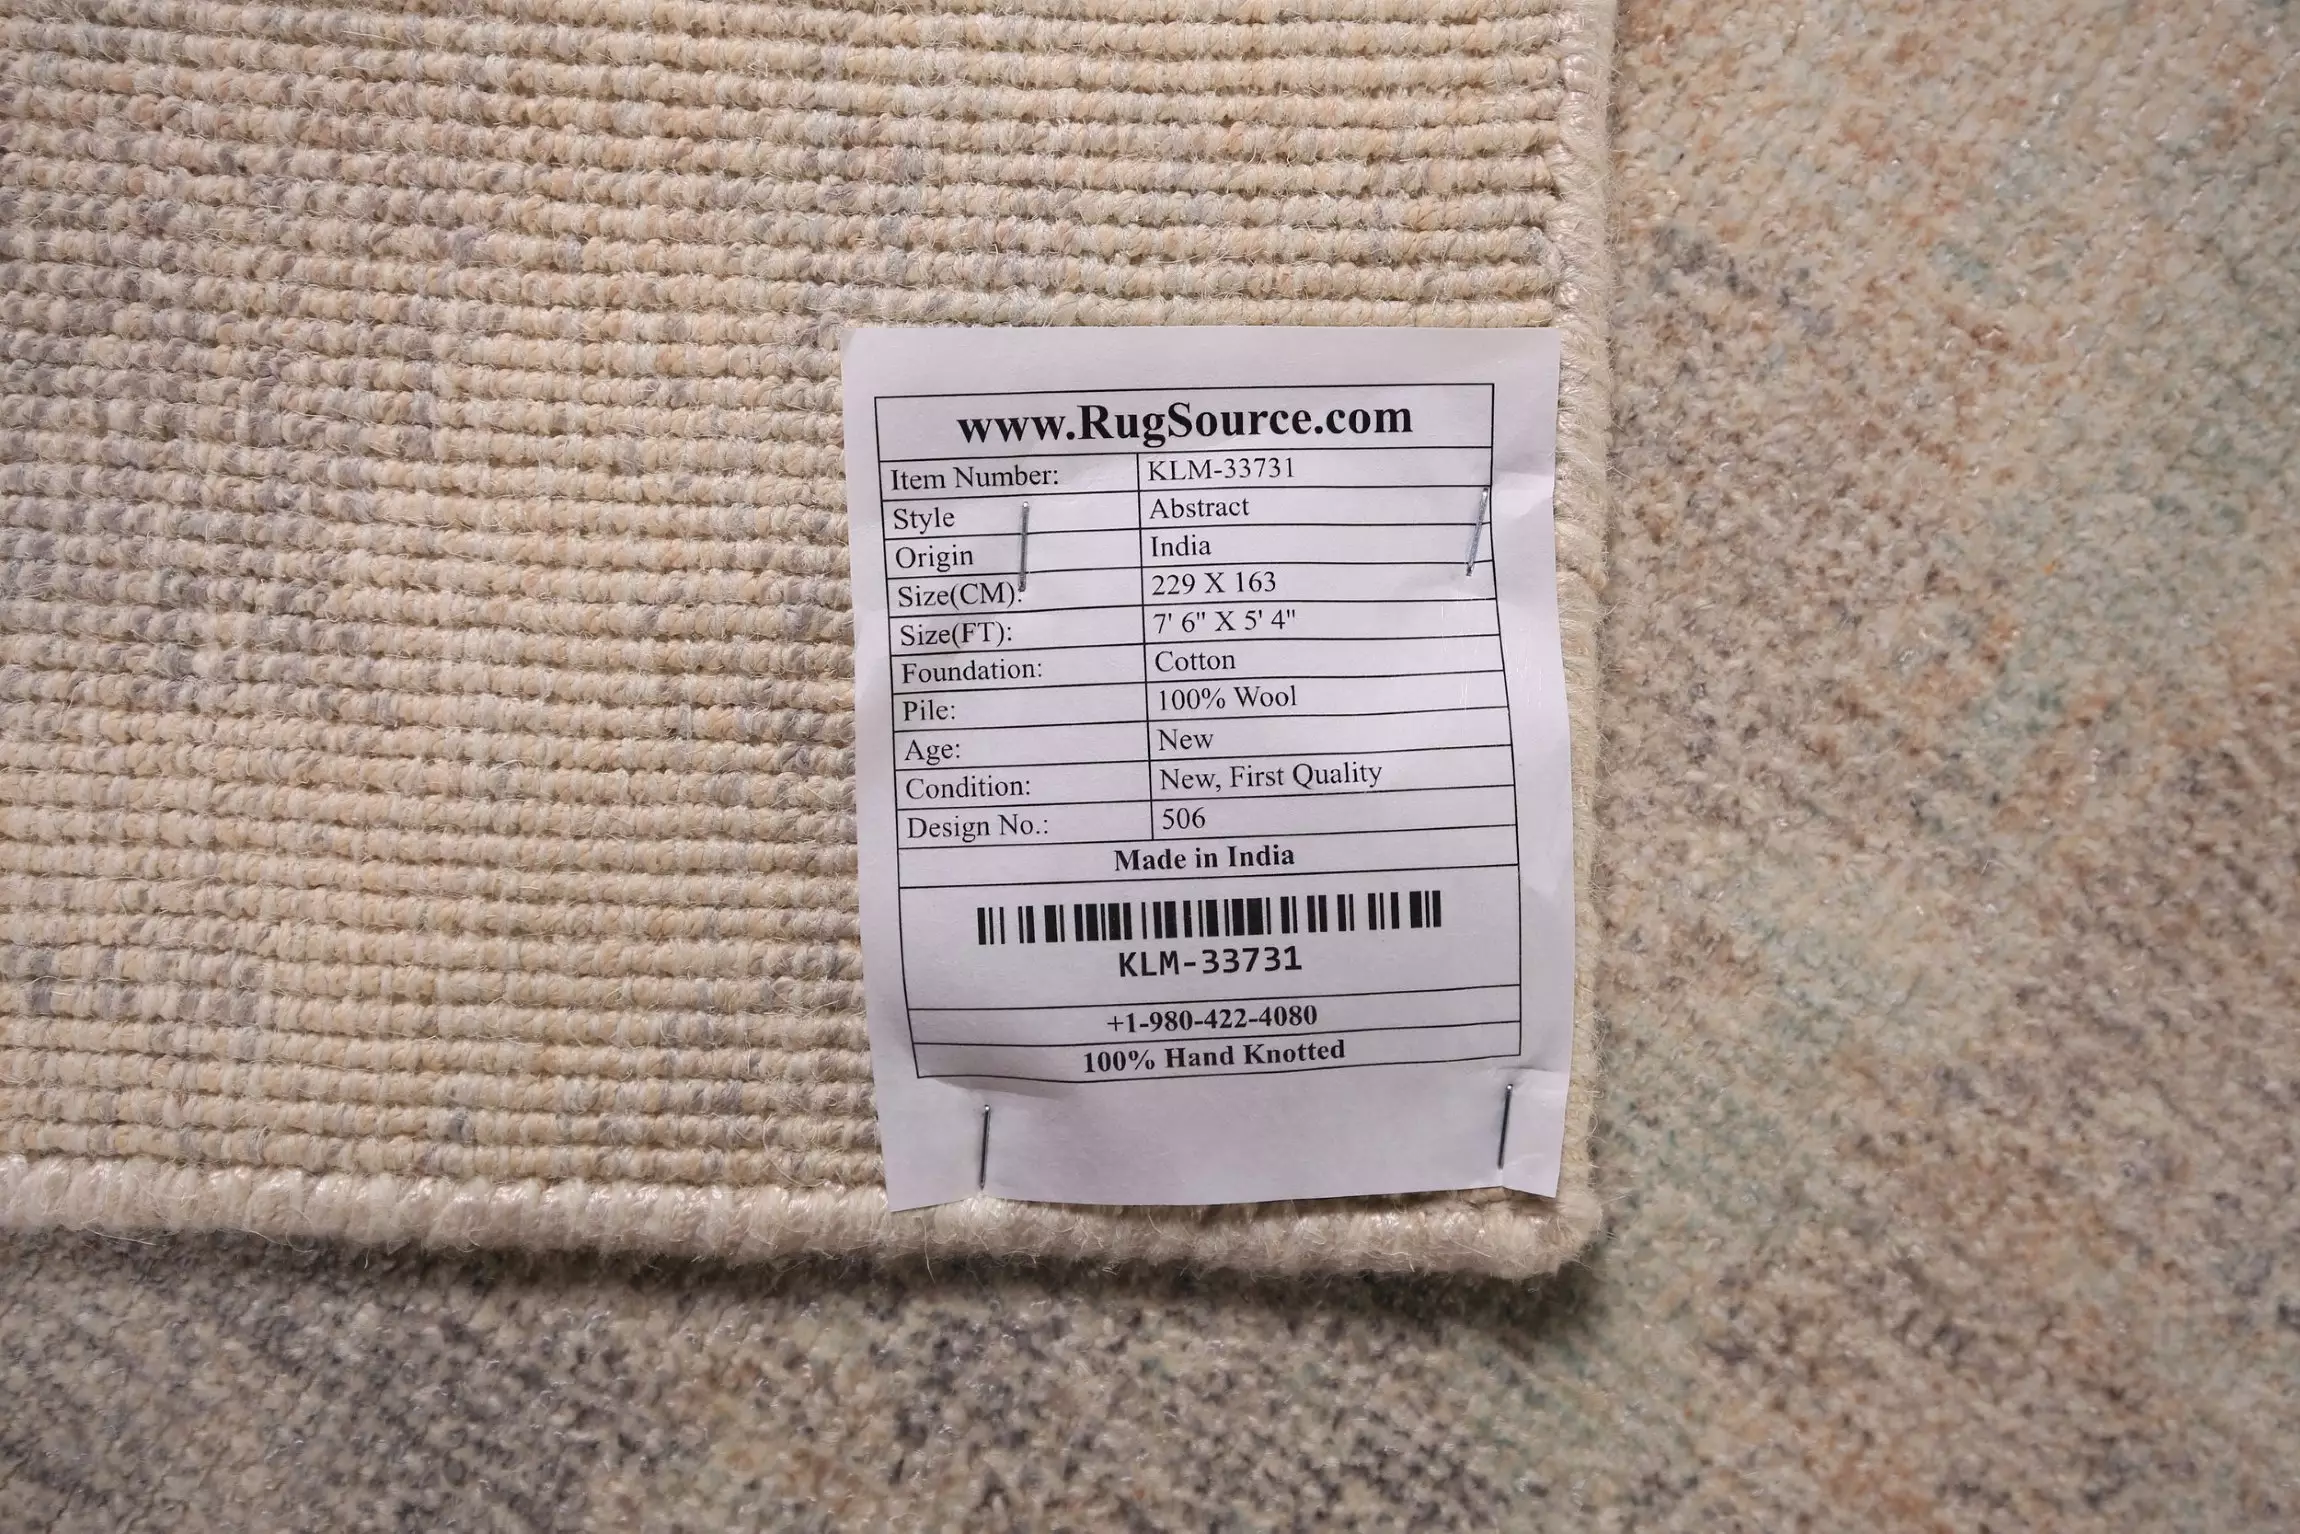 www.RugSource.com
Item Number: KLM-33731
Style Abstract
Origin India
Size(CM): 229 X 163
Size(FT): 7' 6" X 5' 4"
Foundation: Cotton
Pile: 100% Wool
Age: New
Condition: New, First Quality
Design No.: 506
Made in India
KLM-33731
+1-980-422-4080
100% Hand Knotted